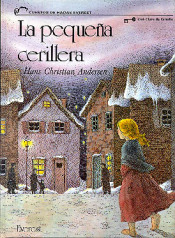 La pequeña
cerillera
Hans Christian Andersen
Everest